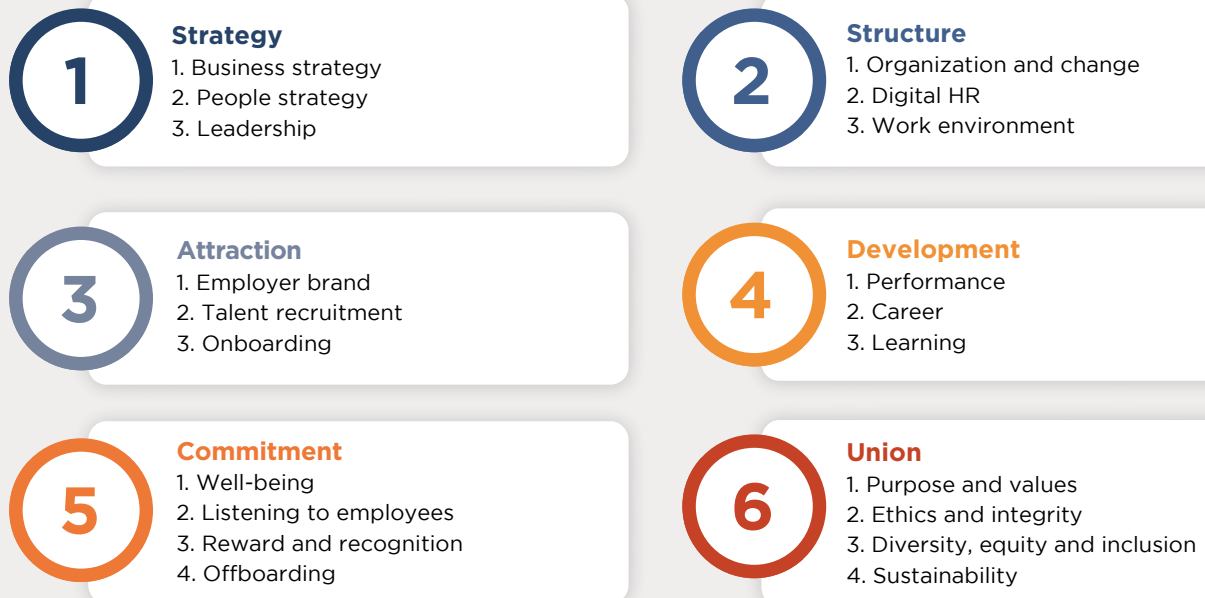 1
Strategy
1. Business strategy
2. People strategy
3. Leadership
2
Structure
1. Organization and change
2. Digital HR
3. Work environment
3
Attraction
1. Employer brand
2. Talent recruitment
3. Onboarding
4
Development
1. Performance
2. Career
3. Learning
5
Commitment
1. Well-being
2. Listening to employees
3. Reward and recognition
4. Offboarding
6
Union
1. Purpose and values
2. Ethics and integrity
3. Diversity, equity and inclusion
4. Sustainability